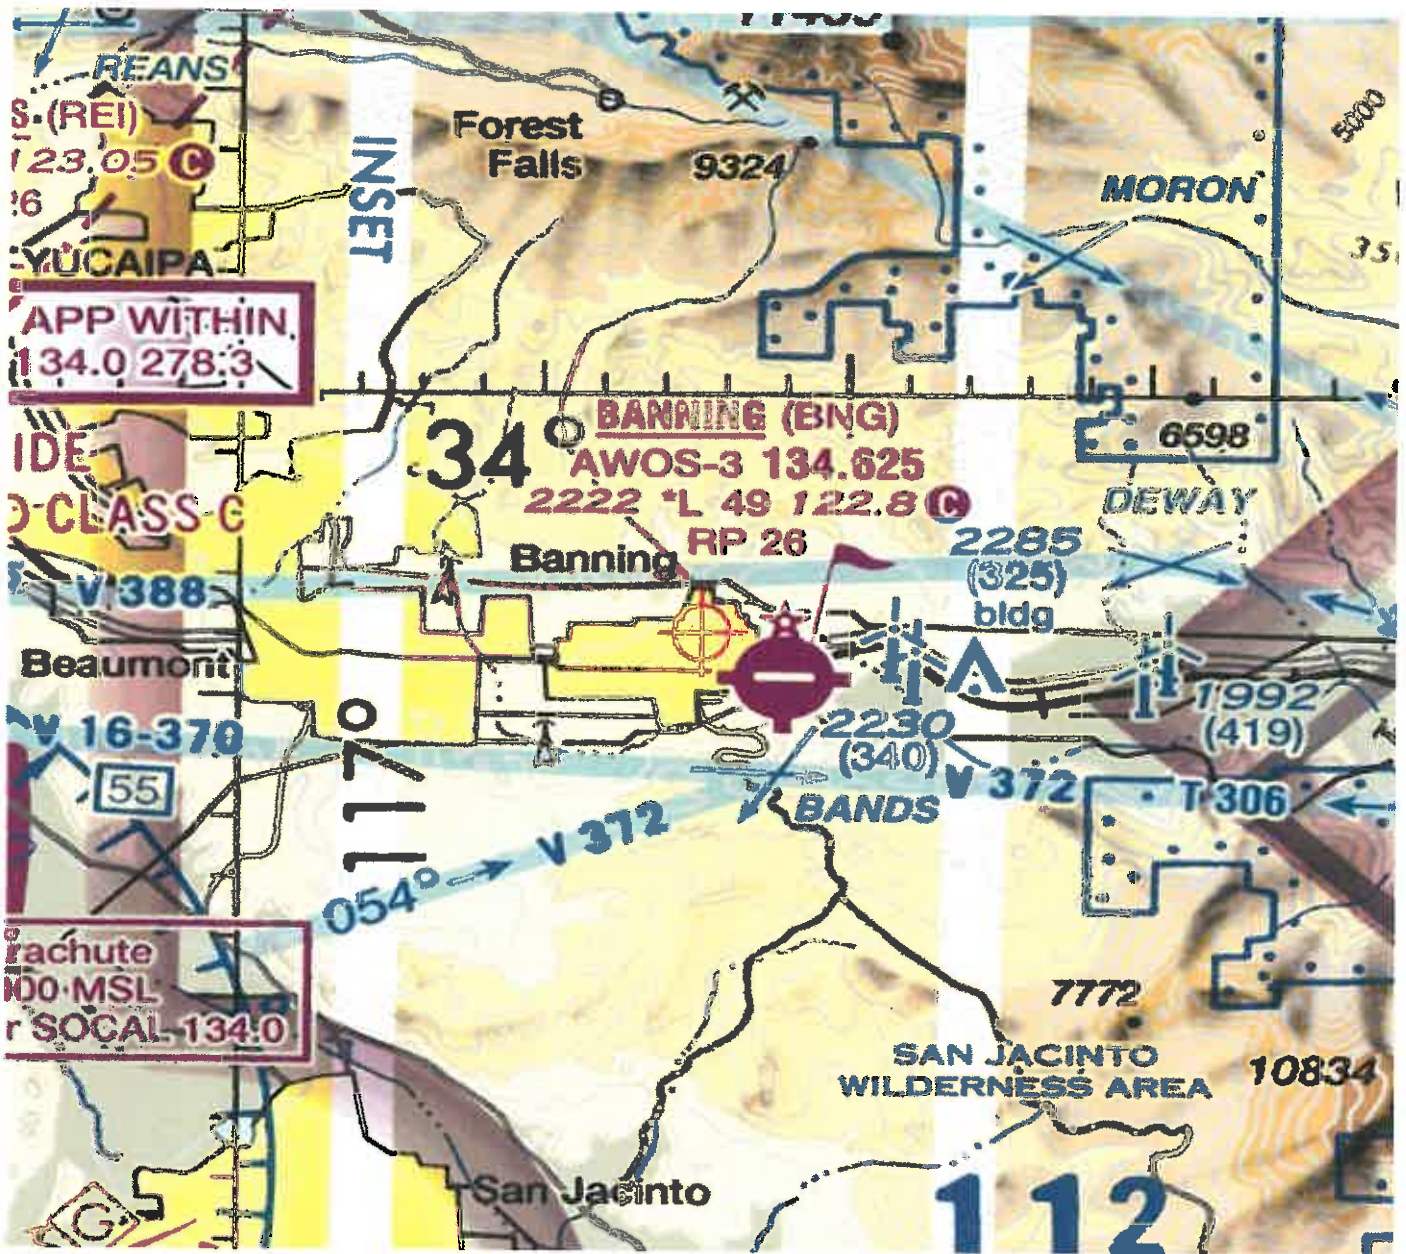 REANS
S (REI)
123.05 C
26
YUCAIPA
APP WITHIN
134.0 278.3
INSET
Forest
Falls
9324
MORON
5000
34°
BANNING (BNG)
AWOS-3 134.625
2222 *L 49 122.8 C
RP 26
6598
IDE
CLASS C
DEWAY
Banning
2285
(325)
bldg
V 388
Beaumont
V 16-370
55
117°
2230
(340)
1992
(419)
V 372
T 306
BANDS
V 372
054°
rachute
000 MSL
r SOCAL 134.0
7772
SAN JACINTO
WILDERNESS AREA
10834
San Jacinto
112
G